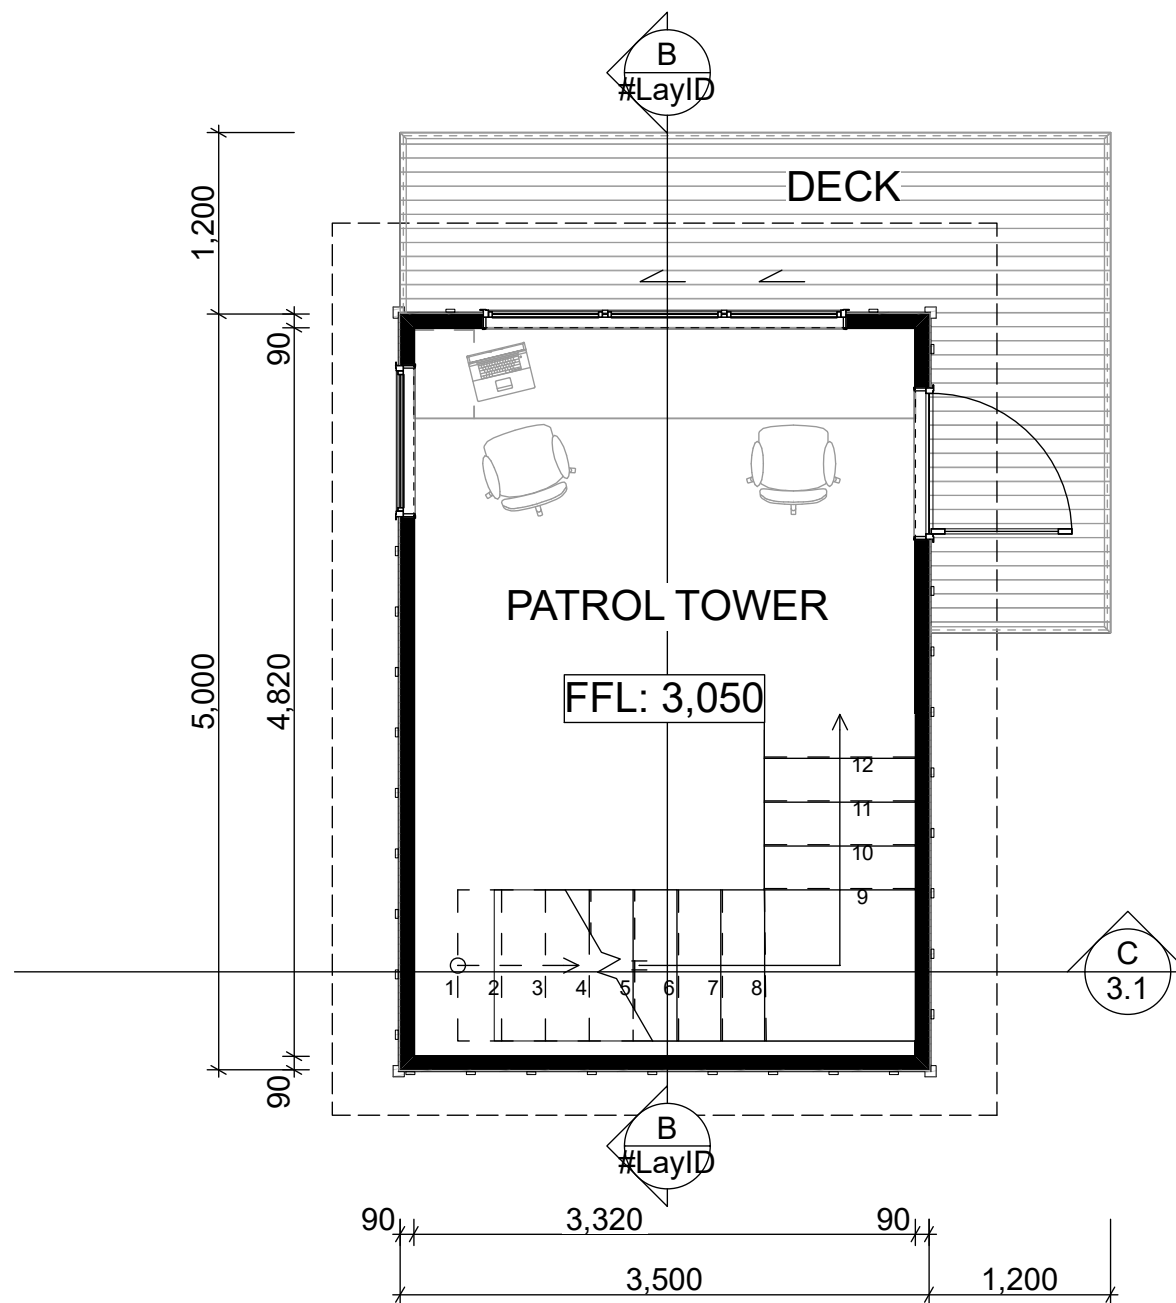 B
#LayID
DECK
1,200
90
PATROL TOWER
5,000
4,820
FFL: 3,050
12
11
10
9
C
3.1
E
1 2 3 4 5 6 7 8
90
B
#LayID
90 3,320 90
3,500 1,200